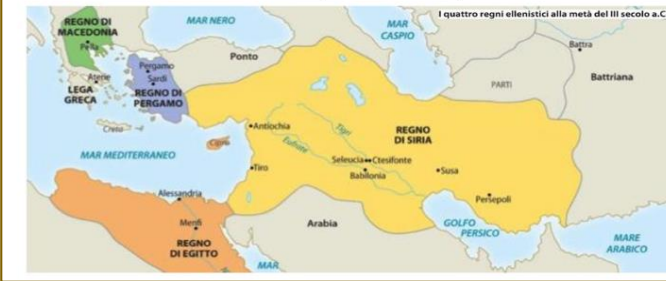 I quattro regni ellenistici alla metà del III secolo a.C
REGNO DI
MACEDONIA
Pella
MAR NERO
MAR
CASPIO
Battra
Battriana
PARTI
Ponto
Pergamo
Sardi
REGNO DI
PERGAMO
Atene
LEGA
GRECA
Creta
Cipro
MAR MEDITERRANEO
Antiochia
Tigri
Eufrate
REGNO
DI SIRIA
Seleucia
Ctesifonte
Babilonia
Susa
Tiro
Persepoli
Alessandria
Menfi
REGNO
DI EGITTO
Arabia
GOLFO
PERSICO
MARE
ARABICO
MAR